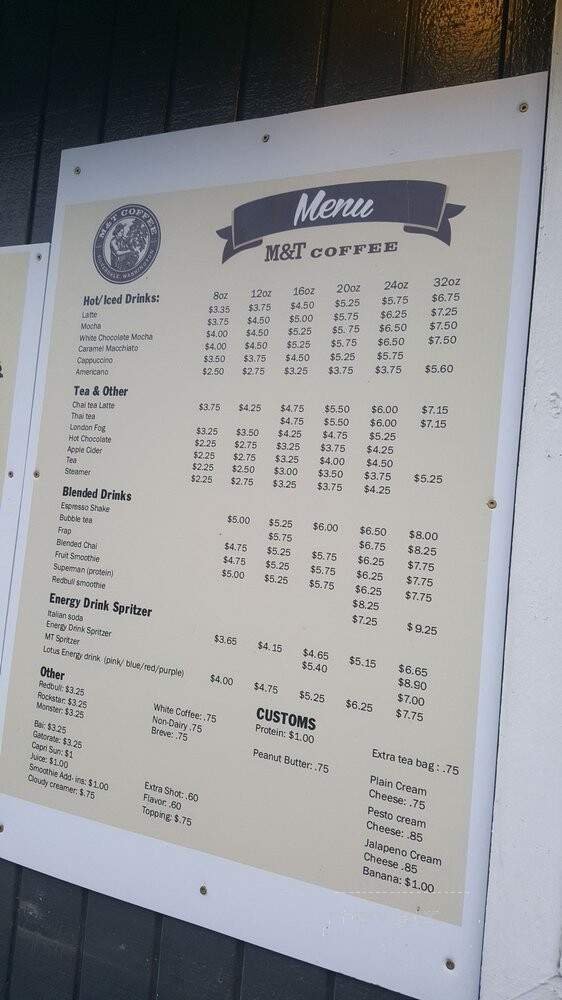 M&T COFFEE
WASHINGTON
Menu
M&T COFFEE
Hot/Iced Drinks: 8oz 12oz 16oz 20oz 24oz 32oz
Latte $3.35 $3.75 $4.50 $5.25 $5.75 $6.75
Mocha $3.75 $4.50 $5.00 $5.75 $6.25 $7.25
White Chocolate Mocha $4.00 $4.50 $5.25 $5.75 $6.50 $7.50
Caramel Macchiato $4.00 $4.50 $5.25 $5.75 $6.50 $7.50
Cappuccino $3.50 $3.75 $4.50 $5.25 $5.75
Americano $2.50 $2.75 $3.25 $3.75 $3.75 $5.60
Tea & Other
Chai tea Latte $3.75 $4.25 $4.75 $5.50 $6.00 $7.15
Thai tea $4.75 $5.50 $6.00 $7.15
London Fog $3.25 $3.50 $4.25 $4.75 $5.25
Hot Chocolate $2.25 $2.75 $3.25 $3.75 $4.25
Apple Cider $2.25 $2.75 $3.25 $4.00 $4.50
Tea $2.25 $2.50 $3.00 $3.50 $3.75 $5.25
Steamer $2.25 $2.75 $3.25 $3.75 $4.25
Blended Drinks
Espresso Shake $5.00 $5.25 $6.00 $6.50 $8.00
Bubble tea $5.75 $6.75 $8.25
Frap $4.75 $5.25 $5.75 $6.25 $7.75
Blended Chai $4.75 $5.25 $5.75 $6.25 $7.75
Fruit Smoothie $5.00 $5.25 $5.75 $6.25 $7.75
Superman (protein) $8.25
Redbull smoothie $7.25 $9.25
Energy Drink Spritzer
Italian soda $3.65 $4.15 $4.65 $5.15 $6.65
Energy Drink Spritzer $5.40 $8.90
MT Spritzer $7.00
Lotus Energy drink (pink/ blue/red/purple) $4.00 $4.75 $5.25 $6.25 $7.75
Other
Redbull: $3.25
Rockstar: $3.25
Monster: $3.25
Bai: $3.25
Gatorate: $3.25
Capri Sun: $1
Juice: $1.00
Smoothie Add- ins: $1.00
Cloudy creamer: $.75
White Coffee: .75
Non-Dairy .75
Breve: .75
Extra Shot: .60
Flavor: .60
Topping: $.75
CUSTOMS
Protein: $1.00
Peanut Butter: .75
Extra tea bag : .75
Plain Cream
Cheese: .75
Pesto cream
Cheese: .85
Jalapeno Cream
Cheese .85
Banana: $1.00